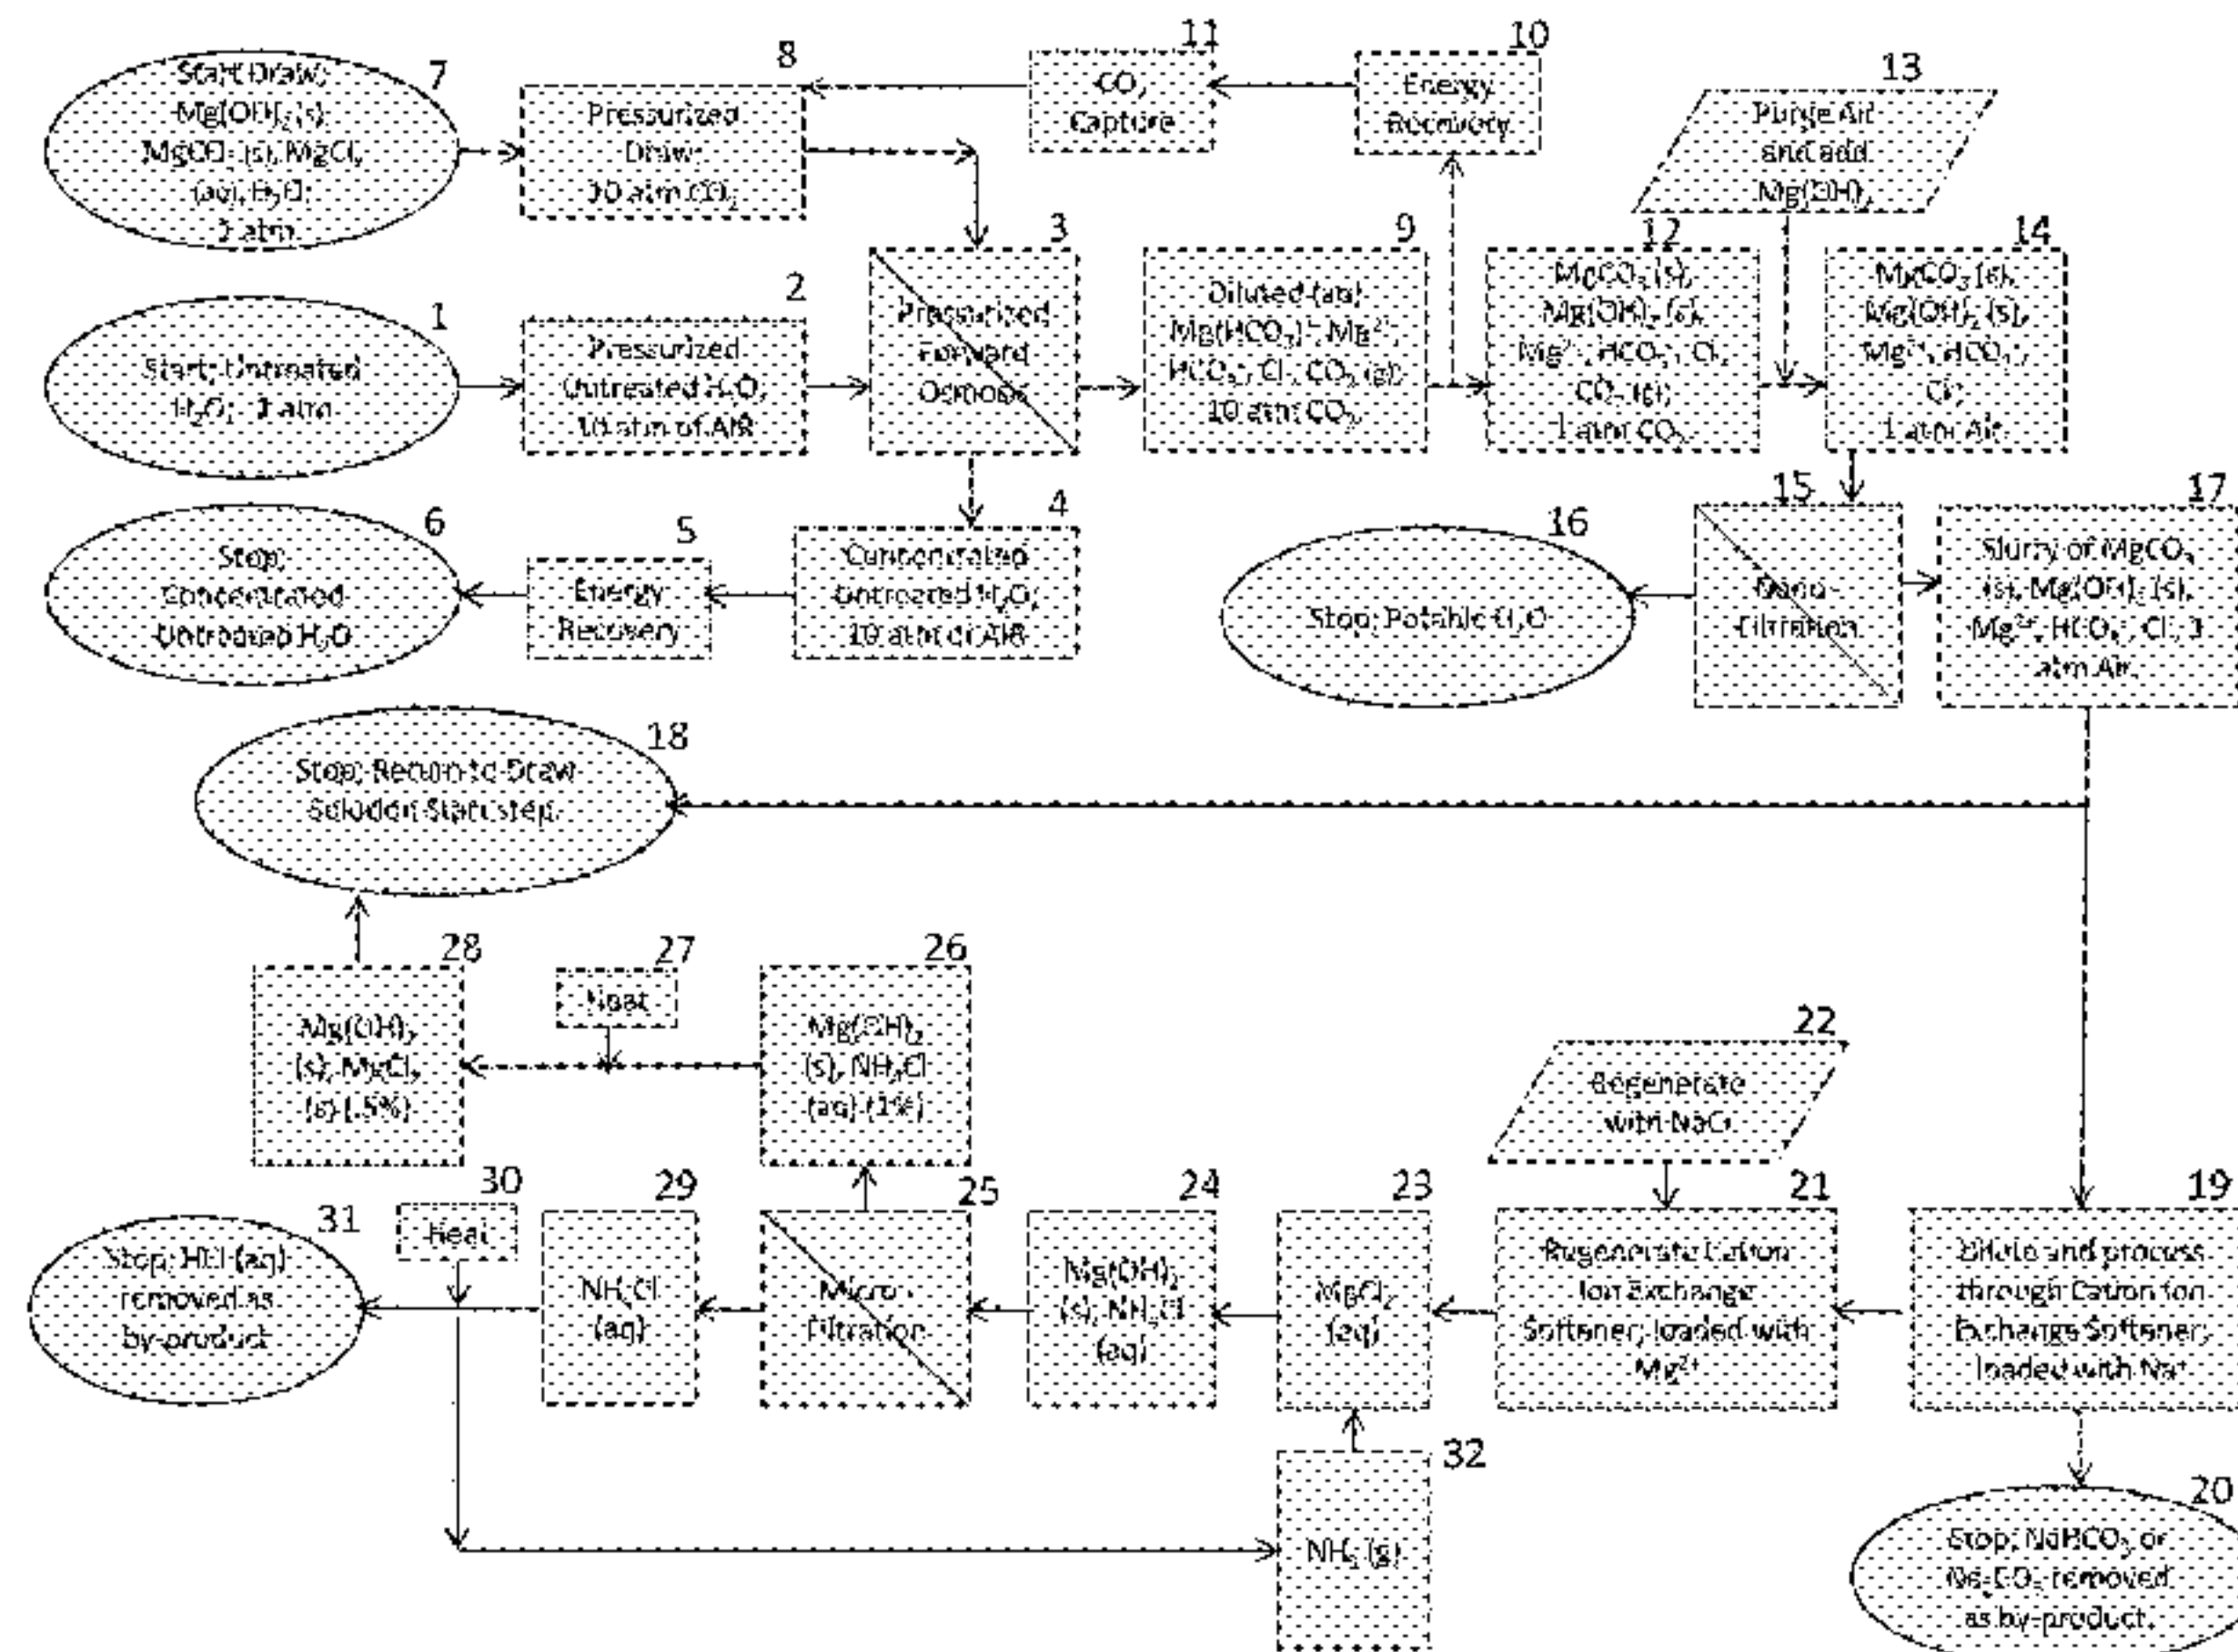 7
Start Draw;
Mg(OH)₂ (s)
MgCO₃ (s), MgCl₂
(aq), H₂O;
1 atm
8
Pressurized
Draw
10 atm CO₂
11
CO₂
Capture
10
Energy
Recovery
13
Purge Air
and add
Mg(OH)₂
1
Start; Untreated
H₂O; 1 atm
2
Pressurized
Untreated H₂O,
10 atm of AIR
3
Pressurized
Forward
Osmosis
9
Diluted (aq)
Mg(HCO₃)⁺, Mg²⁺,
HCO₃⁻, Cl⁻, CO₂ (g);
10 atm CO₂
12
MgCO₃ (s),
Mg(OH)₂ (s),
Mg²⁺, HCO₃⁻, Cl⁻,
CO₂ (g);
1 atm CO₂
14
MgCO₃ (s),
Mg(OH)₂ (s),
Mg²⁺, HCO₃⁻,
Cl⁻;
1 atm Air
6
Stop;
Concentrated
Untreated H₂O
5
Energy
Recovery
4
Concentrated
Untreated H₂O,
10 atm of AIR
16
Stop; Potable H₂O
15
Nano-
Filtration
17
Slurry of MgCO₃
(s), Mg(OH)₂ (s),
Mg²⁺, HCO₃⁻, Cl⁻,
atm Air
18
Stop; Return to Draw
Solution Start step
28
Mg(OH)₂
(s), MgCl₂
(s) (.5%)
27
Heat
26
Mg(OH)₂
(s), NH₄Cl
(aq) (1%)
22
Regenerate
with NaCl
31
Stop; HCl (aq)
removed as
by-product
30
Heat
29
NH₄Cl
(aq)
25
Micro-
Filtration
24
Mg(OH)₂
(s), NH₄Cl
(aq)
23
MgCl₂
(aq)
21
Regenerate Cation
Ion Exchange
Softener; loaded with
Mg²⁺
19
Dilute and process
through Cation Ion
Exchange Softener;
loaded with Na⁺
32
NH₃ (g)
20
Stop; NaHCO₃ or
Na₂CO₃ removed
as by-product